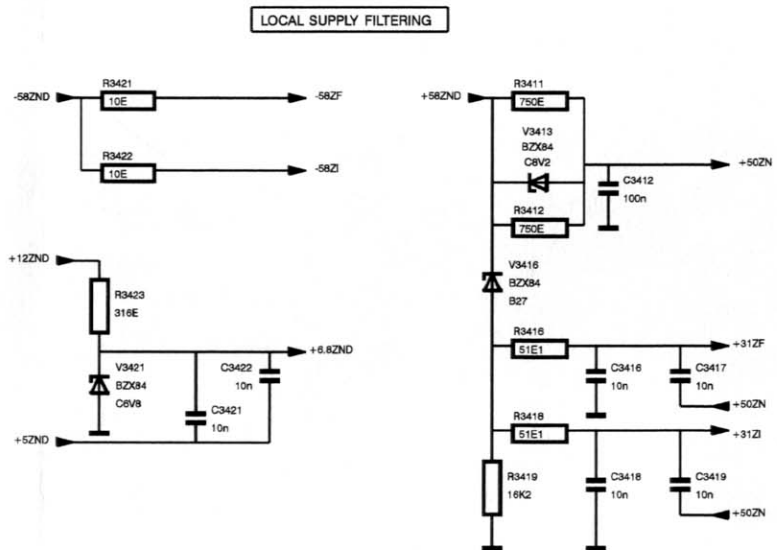 LOCAL SUPPLY FILTERING
-58ZND
R3421
10E
-58ZF
R3422
10E
-58ZI
+12ZND
R3423
316E
+6.8ZND
V3421
BZX84
C6V8
C3422
10n
C3421
10n
+5ZND
+58ZND
R3411
750E
V3413
BZX84
C8V2
+50ZN
C3412
100n
R3412
750E
V3416
BZX84
B27
R3416
51E1
+31ZF
C3416
10n
C3417
10n
+50ZN
R3418
51E1
+31ZI
R3419
16K2
C3418
10n
C3419
10n
+50ZN